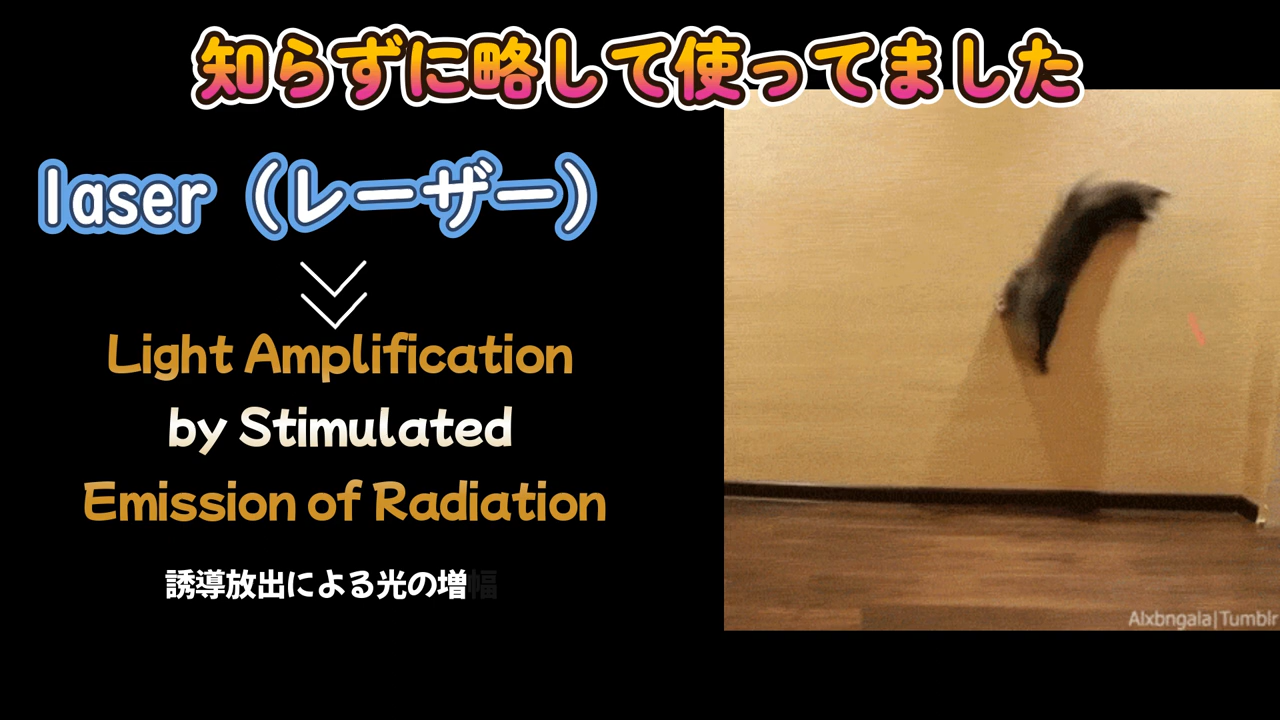 知らずに略して使ってました
laser（レーザー）
Light Amplification
by Stimulated
Emission of Radiation
誘導放出による光の増幅
Alxbngala|Tumblr